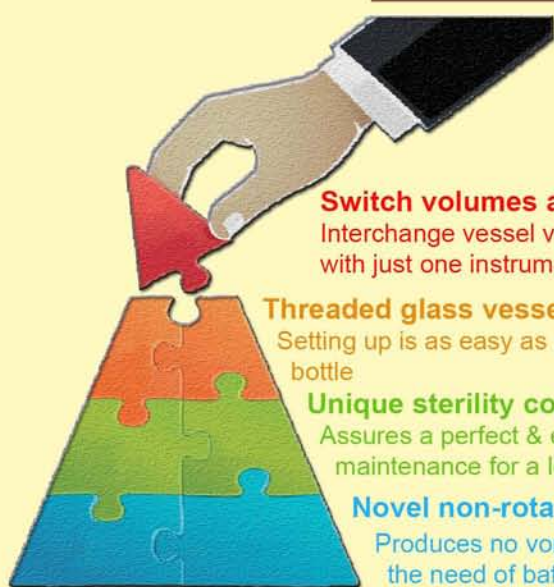 Switch volumes a
Interchange vessel v
with just one instrum
Threaded glass vesse
Setting up is as easy as
bottle
Unique sterility co
Assures a perfect & e
maintenance for a l
Novel non-rota
Produces no vo
the need of bat